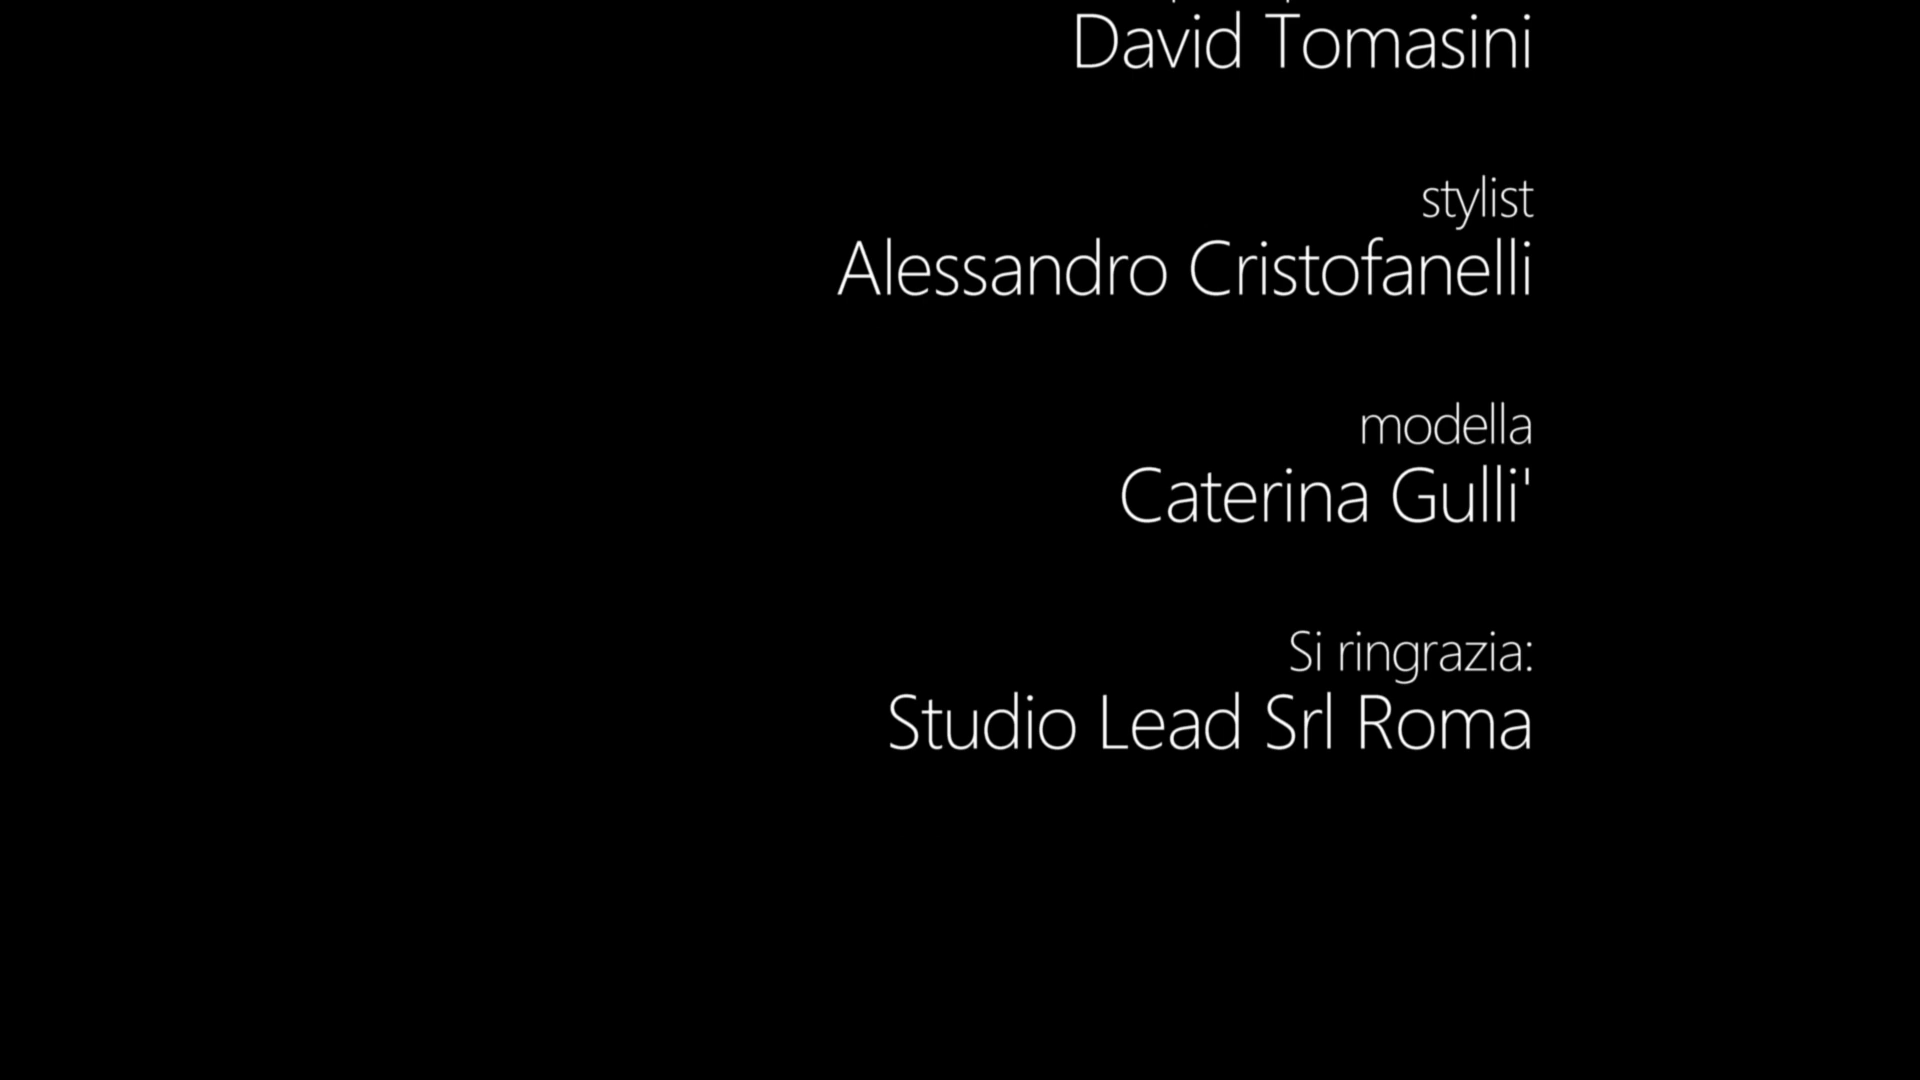 David Tomasini
stylist
Alessandro Cristofanelli
modella
Caterina Gulli'
Si ringrazia:
Studio Lead Srl Roma